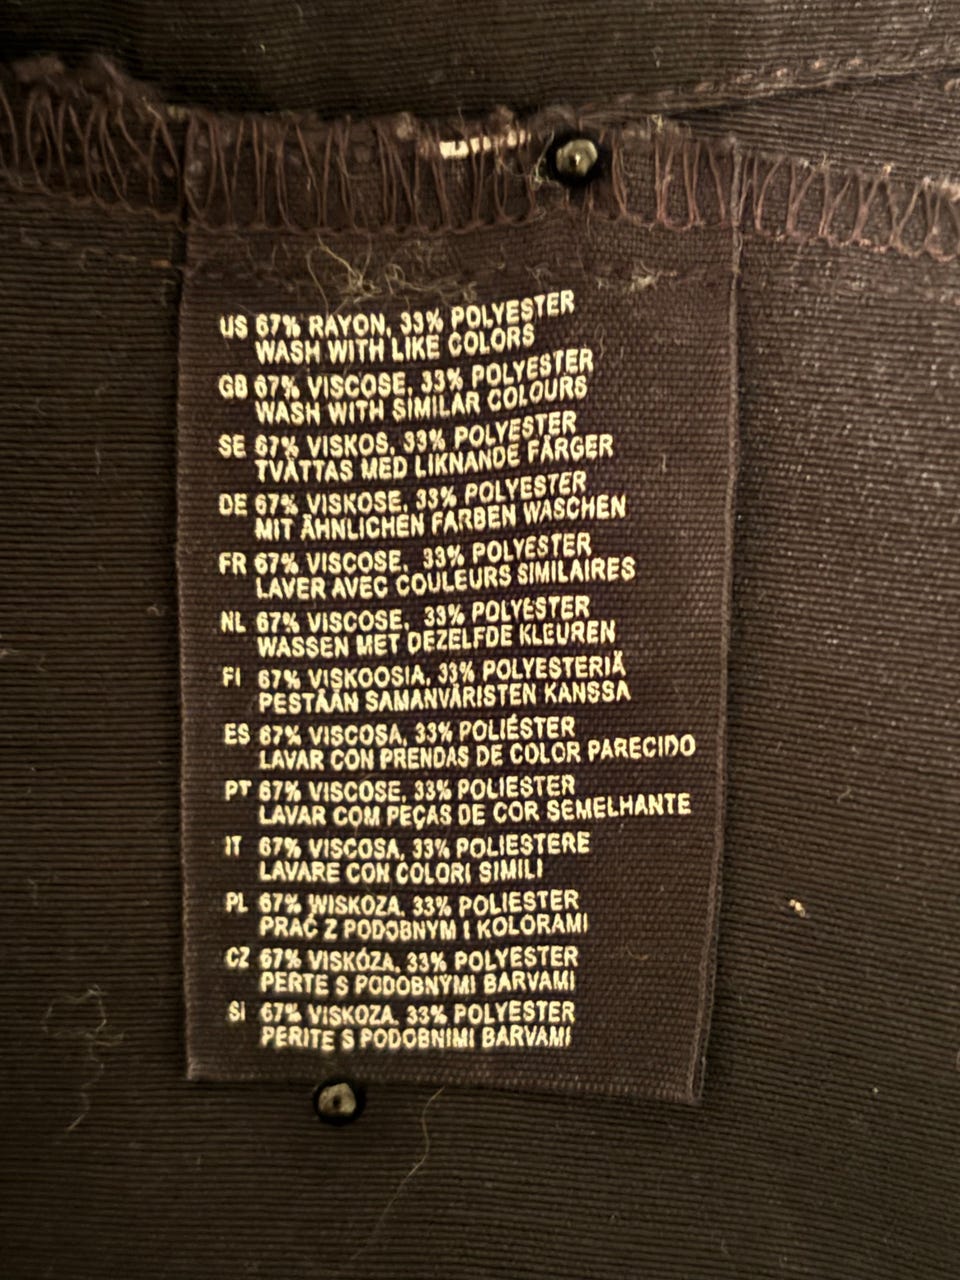 US 67% RAYON, 33% POLYESTER
WASH WITH LIKE COLORS
GB 67% VISCOSE, 33% POLYESTER
WASH WITH SIMILAR COLOURS
SE 67% VISKOS, 33% POLYESTER
TVÄTTAS MED LIKNANDE FÄRGER
DE 67% VISKOSE, 33% POLYESTER
MIT ÄHNLICHEN FARBEN WASCHEN
FR 67% VISCOSE, 33% POLYESTER
LAVER AVEC COULEURS SIMILAIRES
NL 67% VISCOSE, 33% POLYESTER
WASSEN MET DEZELFDE KLEUREN
FI 67% VISKOOSIA, 33% POLYESTERIÄ
PESTÄÄN SAMANVÄRISTEN KANSSA
ES 67% VISCOSA, 33% POLIÉSTER
LAVAR CON PRENDAS DE COLOR PARECIDO
PT 67% VISCOSE, 33% POLIESTER
LAVAR COM PEÇAS DE COR SEMELHANTE
IT 67% VISCOSA, 33% POLIESTERE
LAVARE CON COLORI SIMILI
PL 67% WISKOZA, 33% POLIESTER
PRAĆ Z PODOBNYM I KOLORAMI
CZ 67% VISKÓZA, 33% POLYESTER
PERTE S PODOBNÝMI BARVAMI
SI 67% VISKOZA, 33% POLYESTER
PERITE S PODOBNIMI BARVAMI